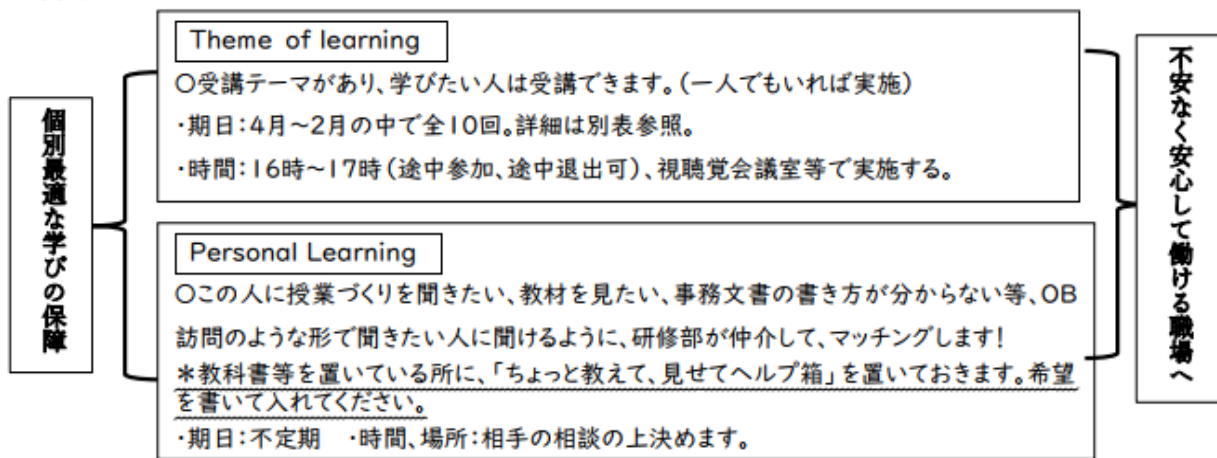 個別最適な学びの保障
Theme of learning
〇受講テーマがあり、学びたい人は受講できます。(一人でもいれば実施)
・期日：4月～2月の中で全10回。詳細は別表参照。
・時間：16時～17時(途中参加、途中退出可)、視聴覚会議室等で実施する。
Personal Learning
〇この人に授業づくりを聞きたい、教材を見たい、事務文書の書き方が分からない等、OB
訪問のような形で聞きたい人に聞けるように、研修部が仲介して、マッチングします！
＊教科書等を置いている所に、「ちょっと教えて、見せてヘルプ箱」を置いておきます。希望
を書いて入れてください。
・期日：不定期　・時間、場所：相手の相談の上決めます。
不安なく安心して働ける職場へ